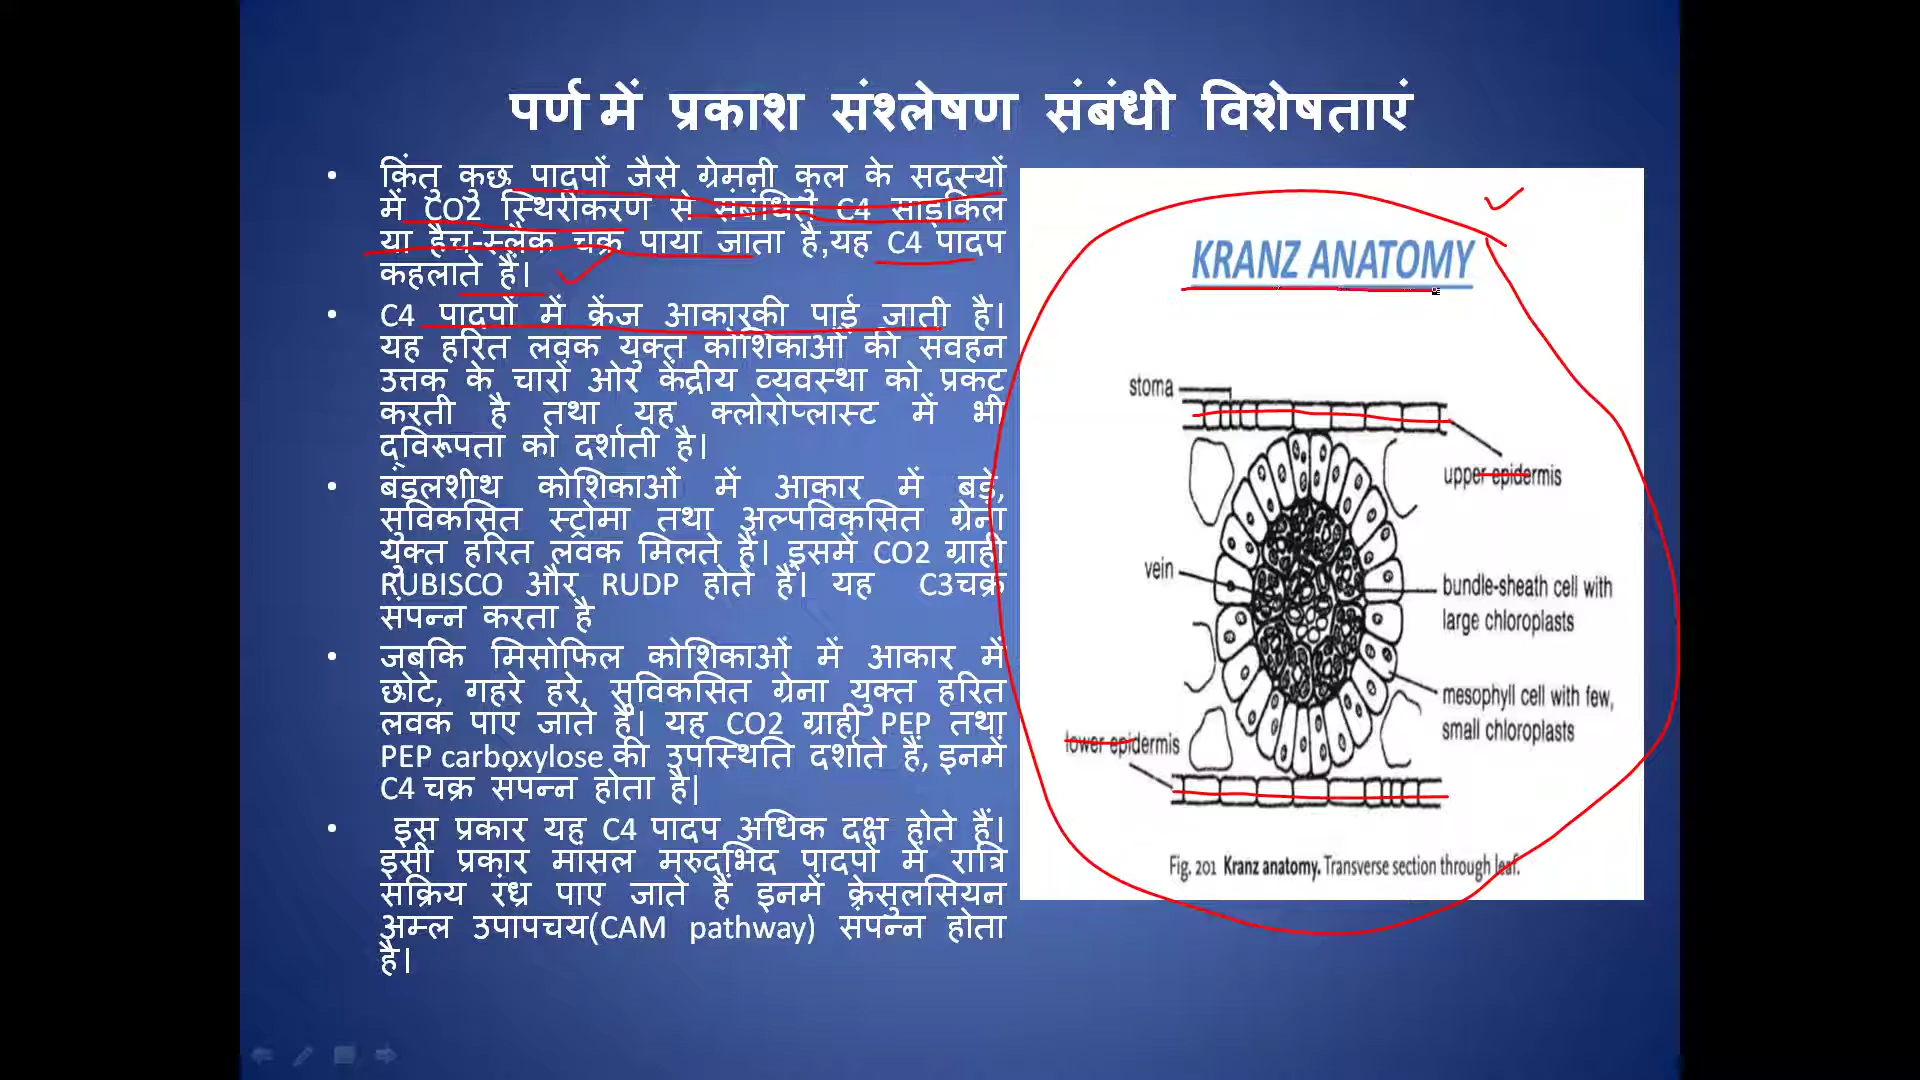 पर्ण में प्रकाश संश्लेषण संबंधी विशेषताएं
• किंतु कुछ पादपों जैसे ग्रेमनी कुल के सदस्यों
में CO2 स्थिरीकरण से संबंधित C4 साइकिल
या हैच-स्लैक चक्र पाया जाता है,यह C4 पादप
कहलाते हैं।
• C4 पादपों में क्रेंज आकारकी पाई जाती है।
यह हरित लवक युक्त कोशिकाओं की संवहन
उत्तक के चारों ओर केंद्रीय व्यवस्था को प्रकट
करती है तथा यह क्लोरोप्लास्ट में भी
द्विरूपता को दर्शाती है।
• बंडलशीथ कोशिकाओं में आकार में बड़े,
सुविकसित स्ट्रोमा तथा अल्पविकसित ग्रेना
युक्त हरित लवक मिलते हैं। इसमें CO2 ग्राही
RUBISCO और RUDP होते हैं। यह C3चक्र
संपन्न करता है
• जबकि मिसोफिल कोशिकाओं में आकार में
छोटे, गहरे हरे, सुविकसित ग्रेना युक्त हरित
लवक पाए जाते हैं। यह CO2 ग्राही PEP तथा
PEP carboxylose की उपस्थिति दर्शाते हैं, इनमें
C4 चक्र संपन्न होता है।
• इस प्रकार यह C4 पादप अधिक दक्ष होते हैं।
इसी प्रकार मांसल मरुद्भिद पादपों में रात्रि
सक्रिय रंध्र पाए जाते हैं इनमें क्रेसुलसियन
अम्ल उपापचय(CAM pathway) संपन्न होता
है।
KRANZ ANATOMY
stoma
upper epidermis
vein
bundle-sheath cell with
large chloroplasts
mesophyll cell with few,
small chloroplasts
lower epidermis
Fig. 201 Kranz anatomy. Transverse section through leaf.